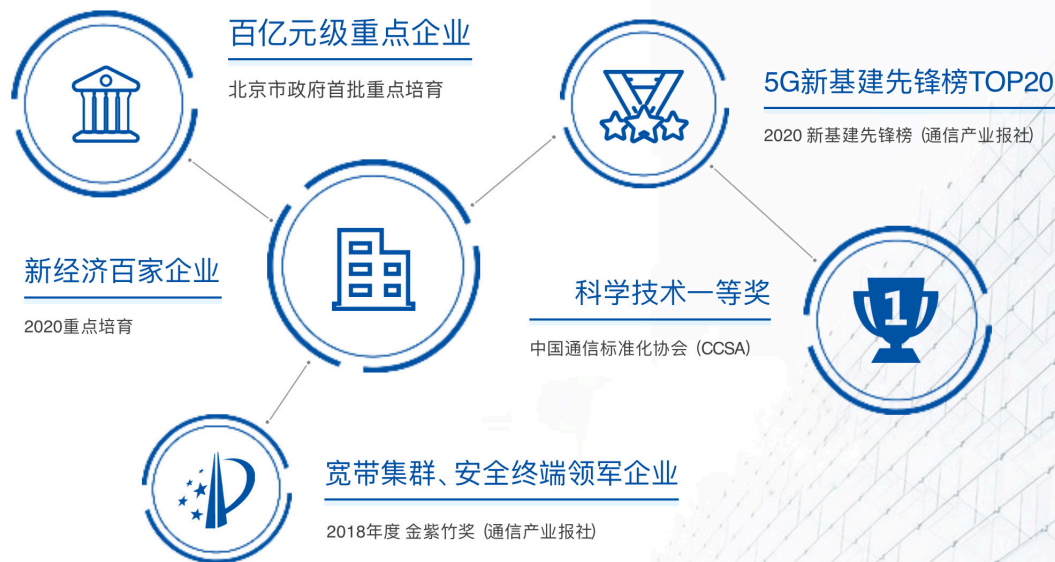 百亿元级重点企业
北京市政府首批重点培育
5G新基建先锋榜TOP20
2020 新基建先锋榜 (通信产业报社)
新经济百家企业
2020重点培育
科学技术一等奖
中国通信标准化协会 (CCSA)
1
宽带集群、安全终端领军企业
2018年度 金紫竹奖 (通信产业报社)